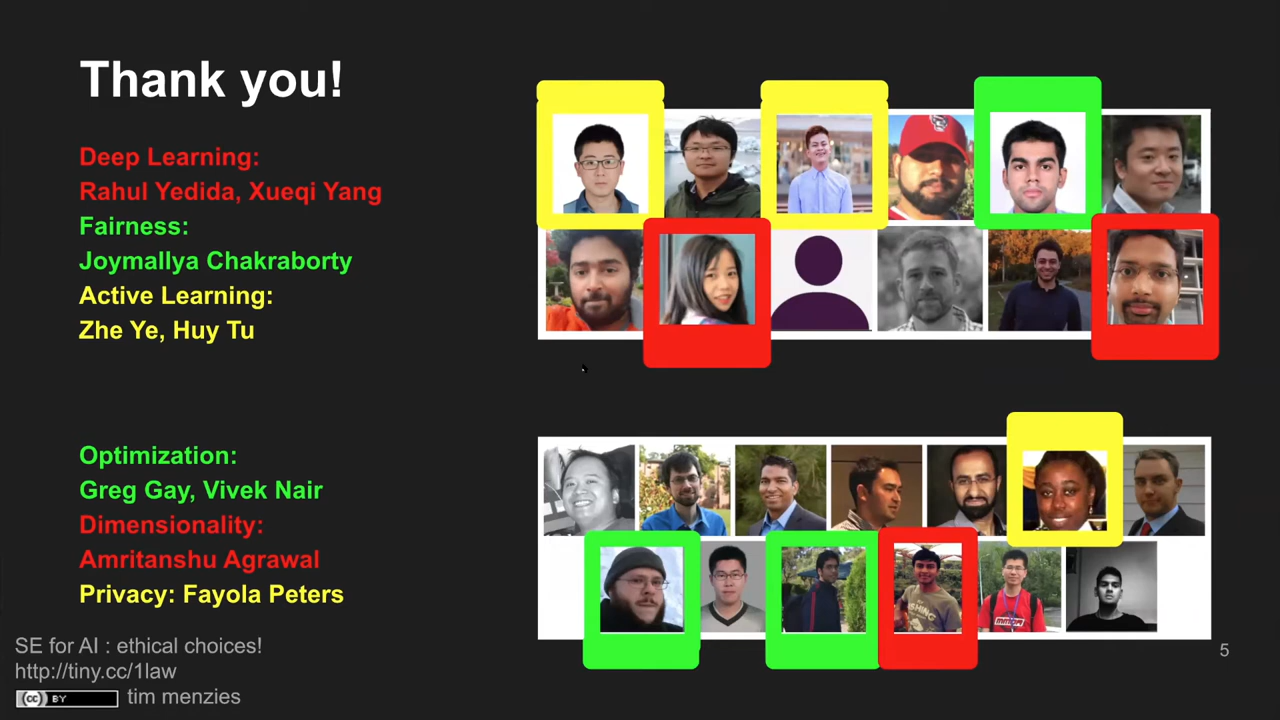 Thank you!
Deep Learning:
Rahul Yedida, Xueqi Yang
Fairness:
Joymallya Chakraborty
Active Learning:
Zhe Ye, Huy Tu
Optimization:
Greg Gay, Vivek Nair
Dimensionality:
Amritanshu Agrawal
Privacy: Fayola Peters
SE for AI : ethical choices!
http://tiny.cc/1law
cc BY tim menzies
5